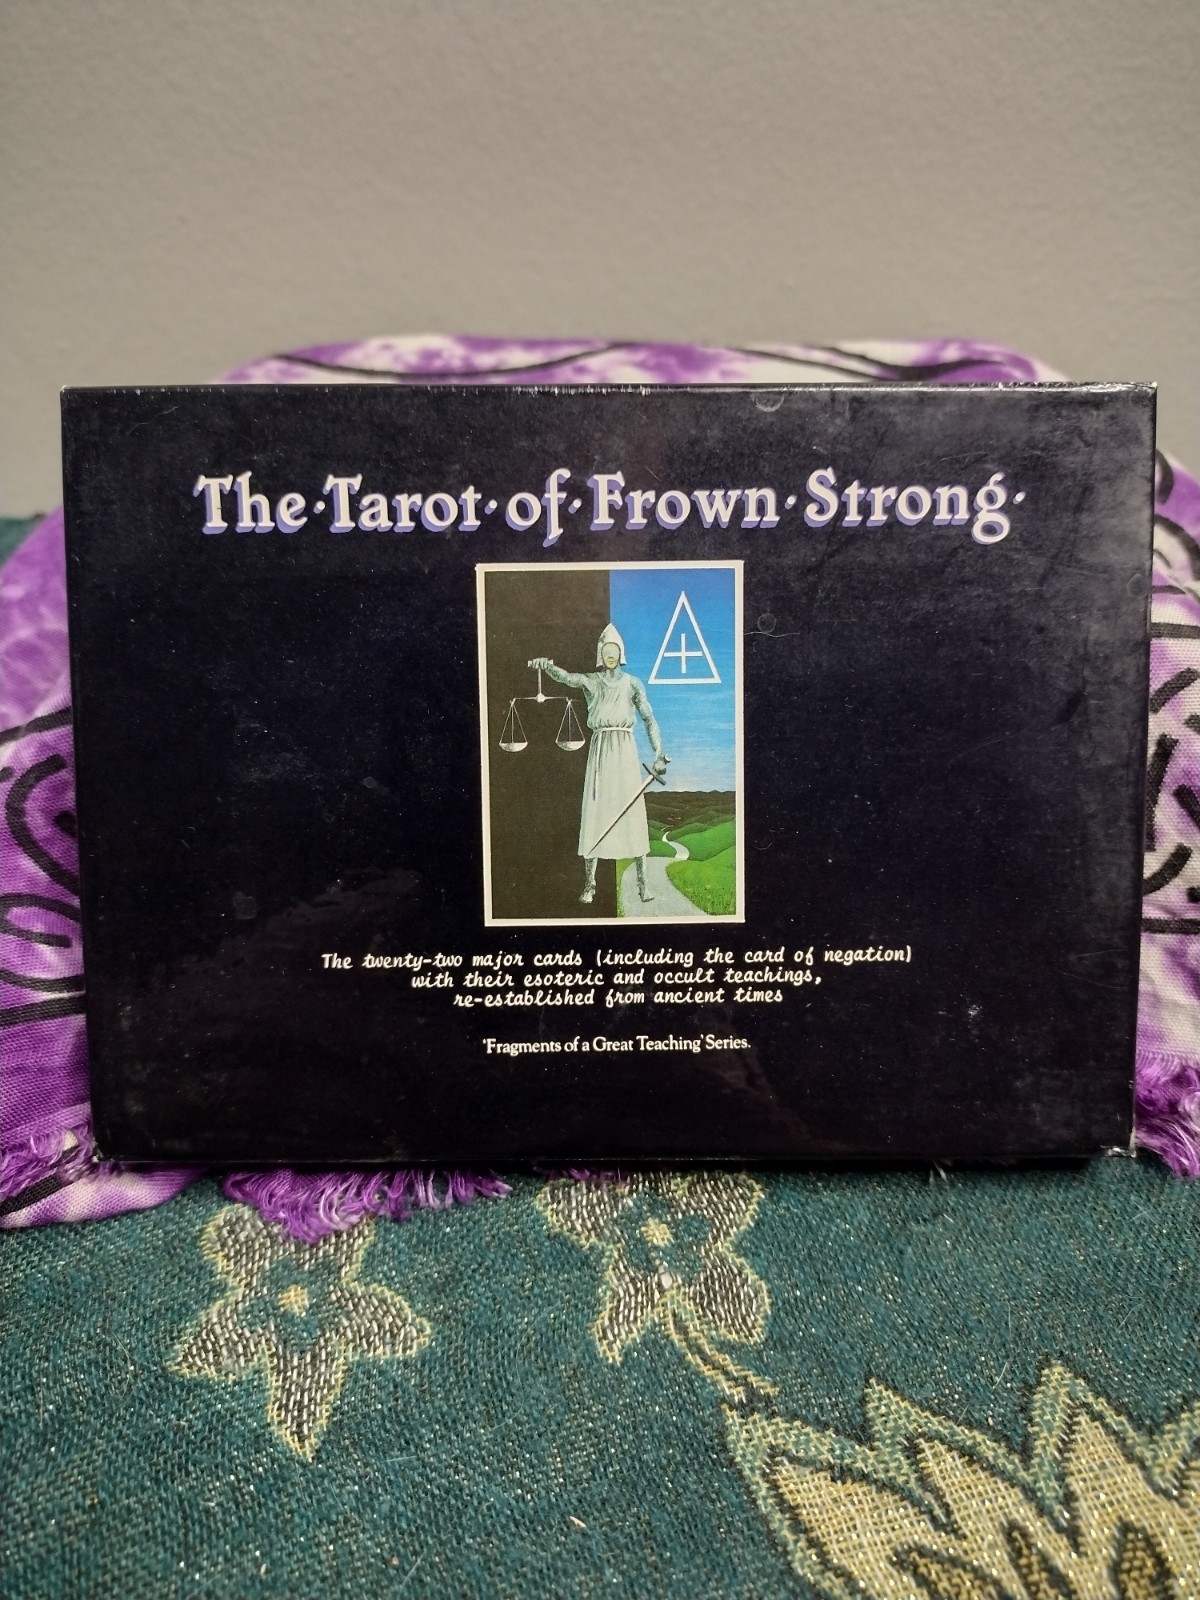 The·Tarot·of·Frown·Strong·
The twenty-two major cards (including the card of negation)
with their esoteric and occult teachings,
re-established from ancient times
'Fragments of a Great Teaching' Series.